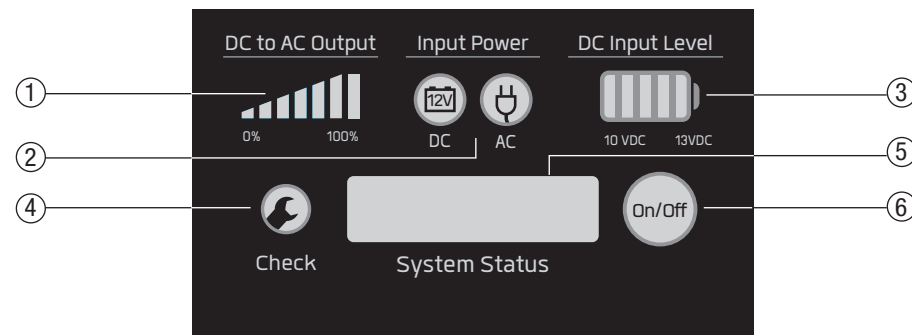 DC to AC Output Input Power DC Input Level
1 12V 3
0% 100% DC AC 10 VDC 13VDC
2 5
4 On/Off 6
Check System Status